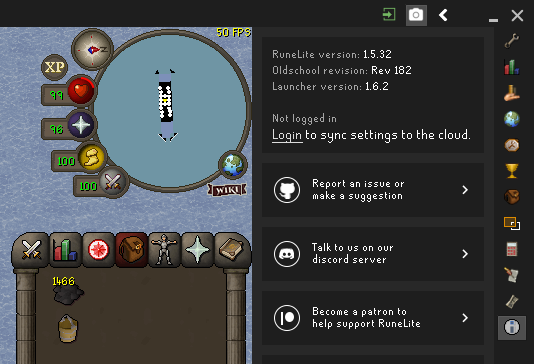 50 FPS
XP
N
99
96
100
100
WIKI
1466
RuneLite version: 1.5.32
Oldschool revision: Rev 182
Launcher version: 1.6.2
Not logged in
Login to sync settings to the cloud.
Report an issue or
make a suggestion
Talk to us on our
discord server
Become a patron to
help support RuneLite